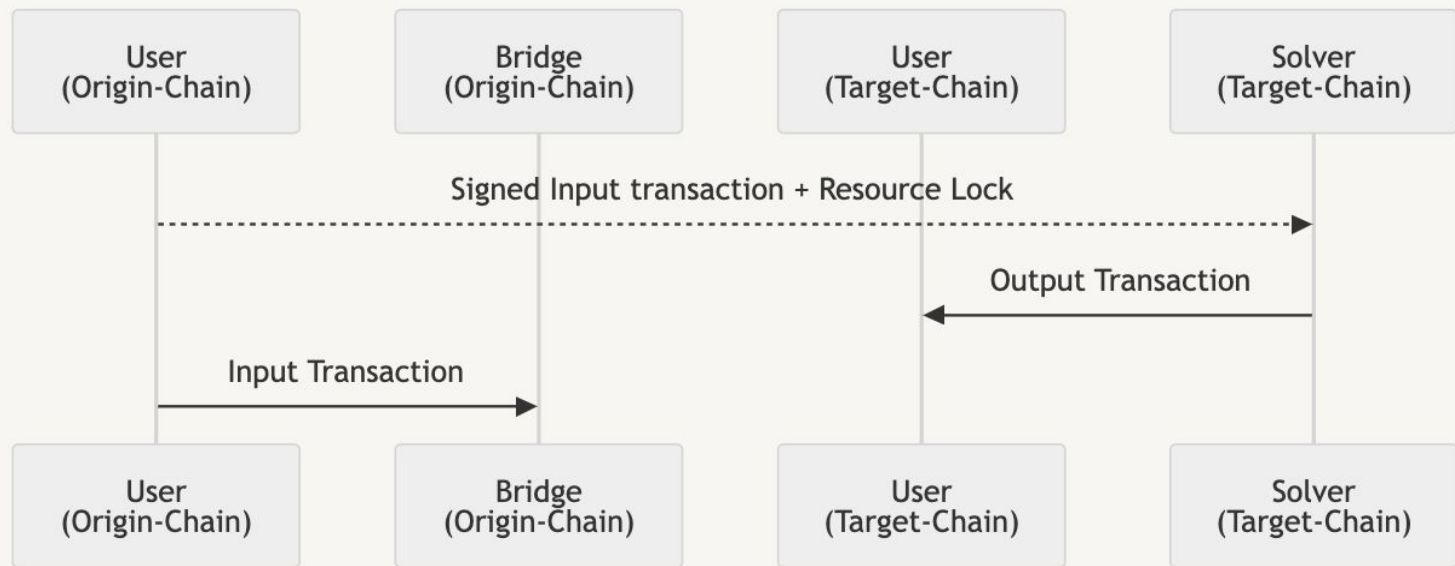 User
(Origin-Chain)
Bridge
(Origin-Chain)
User
(Target-Chain)
Solver
(Target-Chain)
Signed Input transaction + Resource Lock
Output Transaction
Input Transaction
User
(Origin-Chain)
Bridge
(Origin-Chain)
User
(Target-Chain)
Solver
(Target-Chain)